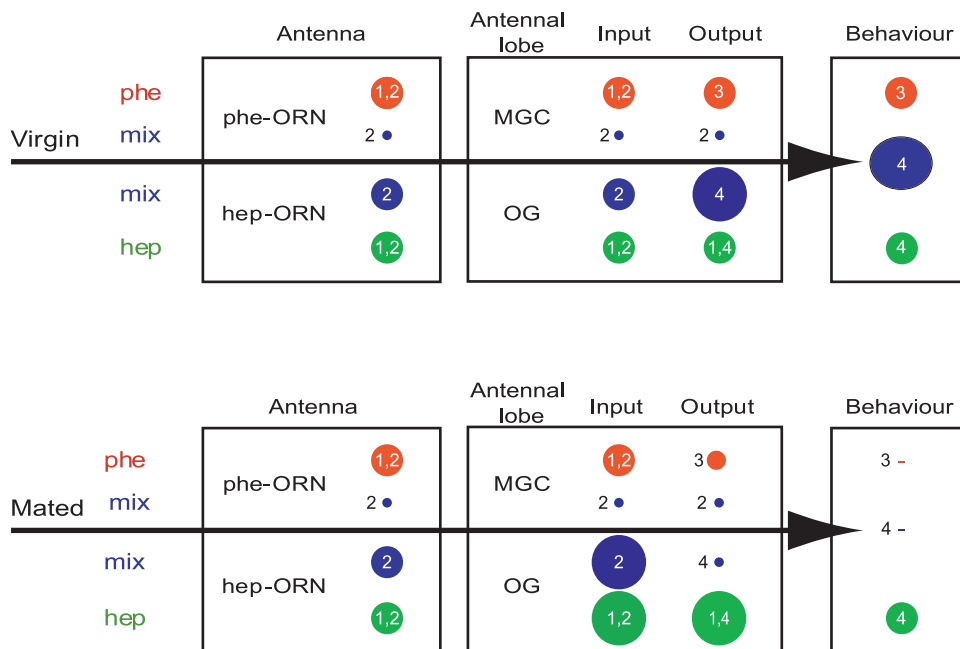 Antenna
Antennal lobe Input Output
Behaviour
phe 1,2 1,2 3 3
phe-ORN MGC
mix 2 2 2
Virgin 4
mix 2 2 4
hep-ORN OG
hep 1,2 1,2 1,4 4
Antenna
Antennal lobe Input Output
Behaviour
phe 1,2 1,2 3 3 -
phe-ORN MGC
mix 2 2 2
Mated 4 -
mix 2 2 4
hep-ORN OG
hep 1,2 1,2 1,4 4